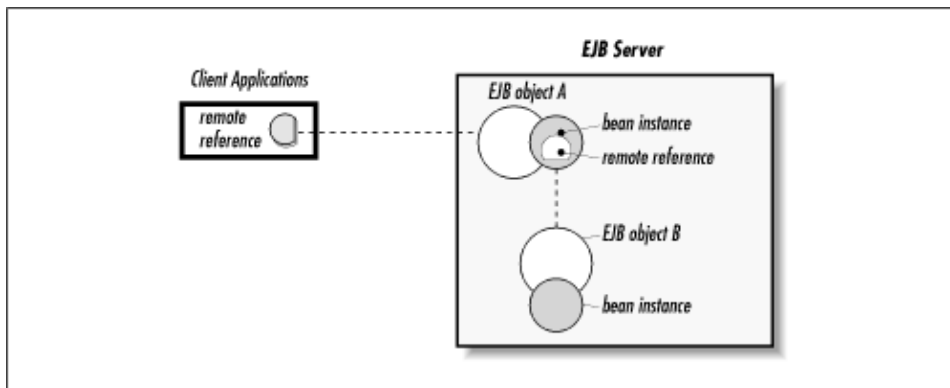 EJB Server
Client Applications
remote
reference
EJB object A
bean instance
remote reference
EJB object B
bean instance